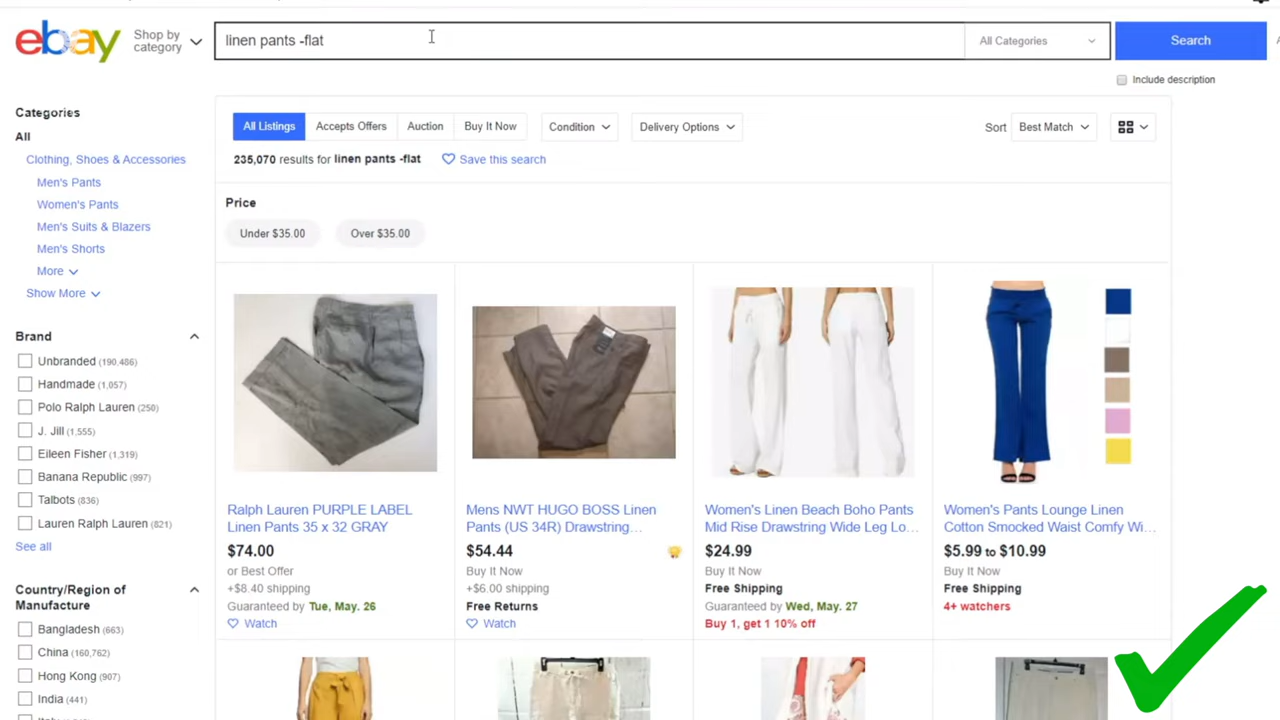 ebay
Shop by
category
linen pants -flat
All Categories
Search
Include description
Categories
All
Clothing, Shoes & Accessories
Men's Pants
Women's Pants
Men's Suits & Blazers
Men's Shorts
More
Show More
Brand
Unbranded (190,486)
Handmade (1,057)
Polo Ralph Lauren (250)
J. Jill (1,555)
Eileen Fisher (1,319)
Banana Republic (997)
Talbots (836)
Lauren Ralph Lauren (821)
See all
Country/Region of
Manufacture
Bangladesh (663)
China (160,762)
Hong Kong (907)
India (441)
All Listings
Accepts Offers
Auction
Buy It Now
Condition
Delivery Options
Sort
Best Match
235,070 results for linen pants -flat
Save this search
Price
Under $35.00
Over $35.00
Ralph Lauren PURPLE LABEL
Linen Pants 35 x 32 GRAY
$74.00
or Best Offer
+$8.40 shipping
Guaranteed by Tue, May. 26
Watch
Mens NWT HUGO BOSS Linen
Pants (US 34R) Drawstring…
$54.44
Buy It Now
+$6.00 shipping
Free Returns
Watch
Women's Linen Beach Boho Pants
Mid Rise Drawstring Wide Leg Lo…
$24.99
Buy It Now
Free Shipping
Guaranteed by Wed, May. 27
Buy 1, get 1 10% off
Women's Pants Lounge Linen
Cotton Smocked Waist Comfy Wi…
$5.99 to $10.99
Buy It Now
Free Shipping
4+ watchers